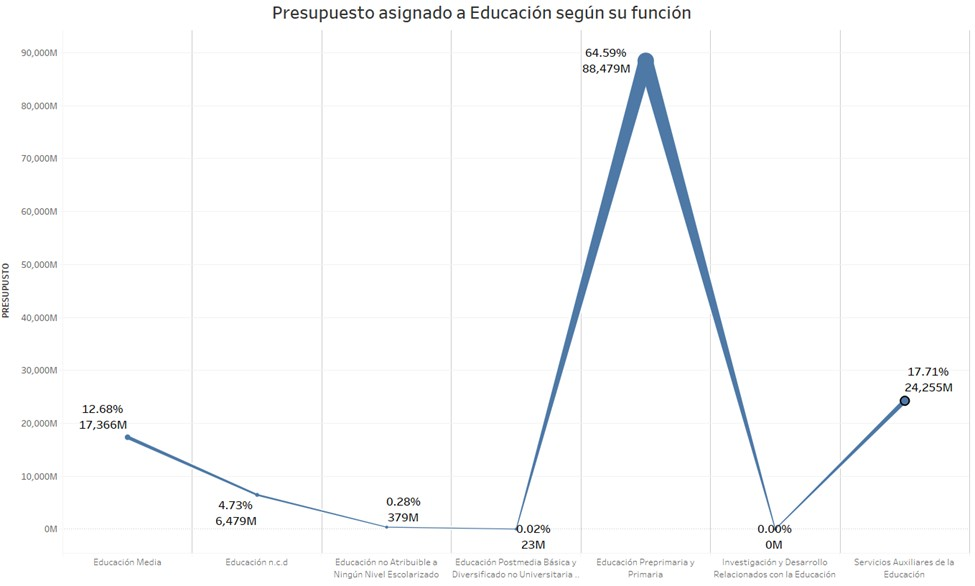 Presupuesto asignado a Educación según su función
PRESUPUSTO
90,000M
80,000M
70,000M
60,000M
50,000M
40,000M
30,000M
20,000M
10,000M
0M
12.68%
17,366M
4.73%
6,479M
0.28%
379M
0.02%
23M
64.59%
88,479M
0.00%
0M
17.71%
24,255M
Educación Media
Educación n.c.d
Educación no Atribuible a
Ningún Nivel Escolarizado
Educación Postmedia Básica y
Diversificado no Universitaria ..
Educación Preprimaria y
Primaria
Investigación y Desarrollo
Relacionados con la Educación
Servicios Auxiliares de la
Educación